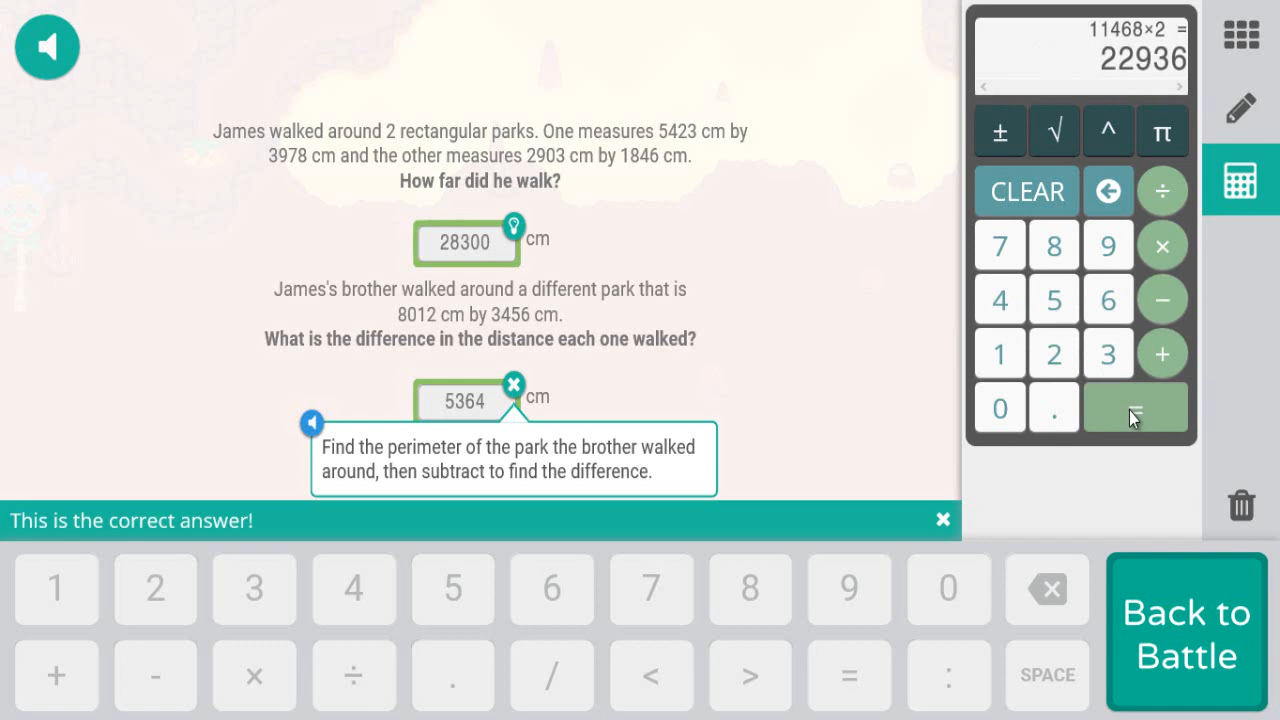 James walked around 2 rectangular parks. One measures 5423 cm by
3978 cm and the other measures 2903 cm by 1846 cm.
How far did he walk?
28300 cm
James's brother walked around a different park that is
8012 cm by 3456 cm.
What is the difference in the distance each one walked?
5364 cm
Find the perimeter of the park the brother walked
around, then subtract to find the difference.
This is the correct answer!
11468×2 =
22936
± √ ^ π
CLEAR ÷
7 8 9 ×
4 5 6 −
1 2 3 +
0 . =
1 2 3 4 5 6 7 8 9 0
+ - × ÷ . / < > = : SPACE
Back to
Battle